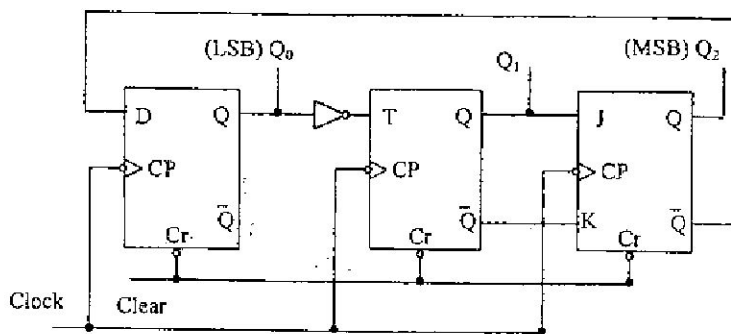 (LSB) Q₀
Q₁
(MSB) Q₂
D Q
T Q
J Q
CP
CP
CP
Q̅
Q̅ K
Q̅
Cr
Cr
Cr
Clock Clear